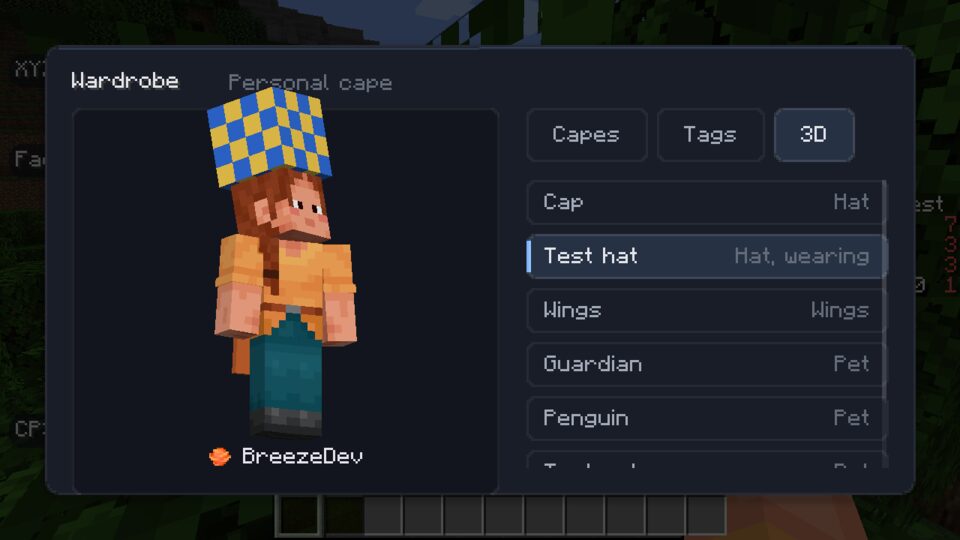 Wardrobe
Personal cape
Capes
Tags
3D
Cap
Hat
Test hat
Hat, wearing
Wings
Wings
Guardian
Pet
Penguin
Pet
BreezeDev